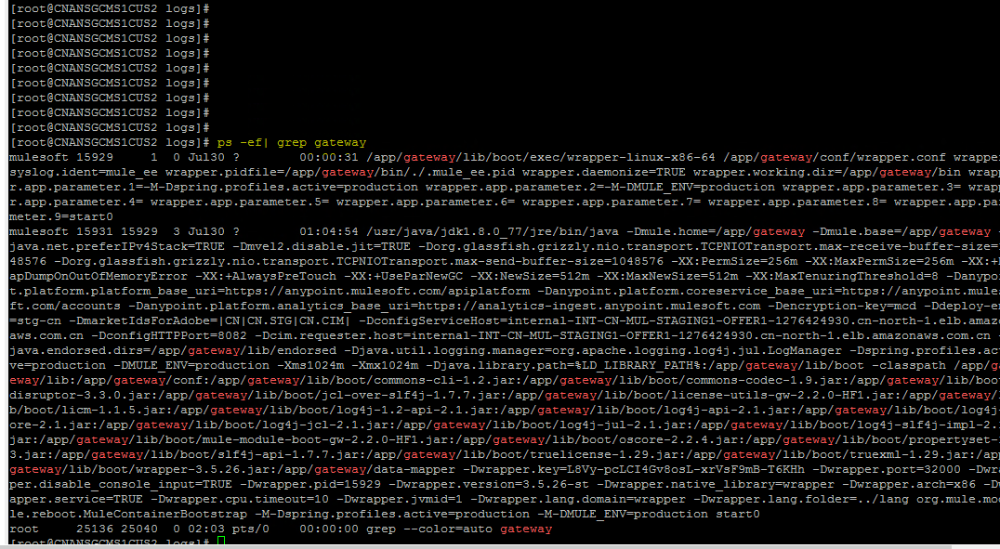 [root@CNANSGCMS1CUS2 logs]#
[root@CNANSGCMS1CUS2 logs]#
[root@CNANSGCMS1CUS2 logs]#
[root@CNANSGCMS1CUS2 logs]#
[root@CNANSGCMS1CUS2 logs]#
[root@CNANSGCMS1CUS2 logs]#
[root@CNANSGCMS1CUS2 logs]#
[root@CNANSGCMS1CUS2 logs]#
[root@CNANSGCMS1CUS2 logs]#
[root@CNANSGCMS1CUS2 logs]# ps -ef| grep gateway
mulesoft 15929     1  0 Jul30 ?        00:00:31 /app/gateway/lib/boot/exec/wrapper-linux-x86-64 /app/gateway/conf/wrapper.conf wrapper.
syslog.ident=mule_ee wrapper.pidfile=/app/gateway/bin/./.mule_ee.pid wrapper.daemonize=TRUE wrapper.working.dir=/app/gateway/bin wrapp
r.app.parameter.1=-M-Dspring.profiles.active=production wrapper.app.parameter.2=-M-DMULE_ENV=production wrapper.app.parameter.3= wrapp
r.app.parameter.4= wrapper.app.parameter.5= wrapper.app.parameter.6= wrapper.app.parameter.7= wrapper.app.parameter.8= wrapper.app.pa
meter.9=start0
mulesoft 15931 15929  3 Jul30 ?        01:04:54 /usr/java/jdk1.8.0_77/jre/bin/java -Dmule.home=/app/gateway -Dmule.base=/app/gateway -
java.net.preferIPv4Stack=TRUE -Dmvel2.disable.jit=TRUE -Dorg.glassfish.grizzly.nio.transport.TCPNIOTransport.max-receive-buffer-size=
48576 -Dorg.glassfish.grizzly.nio.transport.TCPNIOTransport.max-send-buffer-size=1048576 -XX:PermSize=256m -XX:MaxPermSize=256m -XX:+
apDumpOnOutOfMemoryError -XX:+AlwaysPreTouch -XX:+UseParNewGC -XX:NewSize=512m -XX:MaxNewSize=512m -XX:MaxTenuringThreshold=8 -Danypo
t.platform.platform_base_uri=https://anypoint.mulesoft.com/apiplatform -Danypoint.platform.coreservice_base_uri=https://anypoint.mules
ft.com/accounts -Danypoint.platform.analytics_base_uri=https://analytics-ingest.anypoint.mulesoft.com -Dencryption-key=mcd -Ddeploy-en
=stg-cn -DmarketIdsForAdobe=|CN|CN.STG|CN.CIM| -DconfigServiceHost=internal-INT-CN-MUL-STAGING1-OFFER1-1276424930.cn-north-1.elb.amazo
aws.com.cn -DconfigHTTPPort=8082 -Dcim.requester.host=internal-INT-CN-MUL-STAGING1-OFFER1-1276424930.cn-north-1.elb.amazonaws.com.cn -
java.endorsed.dirs=/app/gateway/lib/endorsed -Djava.util.logging.manager=org.apache.logging.log4j.jul.LogManager -Dspring.profiles.act
ve=production -DMULE_ENV=production -Xms1024m -Xmx1024m -Djava.library.path=%LD_LIBRARY_PATH%:/app/gateway/lib/boot -classpath /app/g
eway/lib:/app/gateway/conf:/app/gateway/lib/boot/commons-cli-1.2.jar:/app/gateway/lib/boot/commons-codec-1.9.jar:/app/gateway/lib/boot
disruptor-3.3.0.jar:/app/gateway/lib/boot/jcl-over-slf4j-1.7.7.jar:/app/gateway/lib/boot/license-utils-gw-2.2.0-HF1.jar:/app/gateway/l
b/boot/licm-1.1.5.jar:/app/gateway/lib/boot/log4j-1.2-api-2.1.jar:/app/gateway/lib/boot/log4j-api-2.1.jar:/app/gateway/lib/boot/log4j-
ore-2.1.jar:/app/gateway/lib/boot/log4j-jcl-2.1.jar:/app/gateway/lib/boot/log4j-jul-2.1.jar:/app/gateway/lib/boot/log4j-slf4j-impl-2.
jar:/app/gateway/lib/boot/mule-module-boot-gw-2.2.0-HF1.jar:/app/gateway/lib/boot/oscore-2.2.4.jar:/app/gateway/lib/boot/propertyset-
3.jar:/app/gateway/lib/boot/slf4j-api-1.7.7.jar:/app/gateway/lib/boot/truelicense-1.29.jar:/app/gateway/lib/boot/truexml-1.29.jar:/app
gateway/lib/boot/wrapper-3.5.26.jar:/app/gateway/data-mapper -Dwrapper.key=L8Vy-pcLCI4Gv8osL-xrVsF9mB-T6KHh -Dwrapper.port=32000 -Dwra
per.disable_console_input=TRUE -Dwrapper.pid=15929 -Dwrapper.version=3.5.26-st -Dwrapper.native_library=wrapper -Dwrapper.arch=x86 -D
apper.service=TRUE -Dwrapper.cpu.timeout=10 -Dwrapper.jvmid=1 -Dwrapper.lang.domain=wrapper -Dwrapper.lang.folder=../lang org.mule.mo
le.reboot.MuleContainerBootstrap -M-Dspring.profiles.active=production -M-DMULE_ENV=production start0
root     25136 25040  0 02:03 pts/0    00:00:00 grep --color=auto gateway
[root@CNANSGCMS1CUS2 logs]#